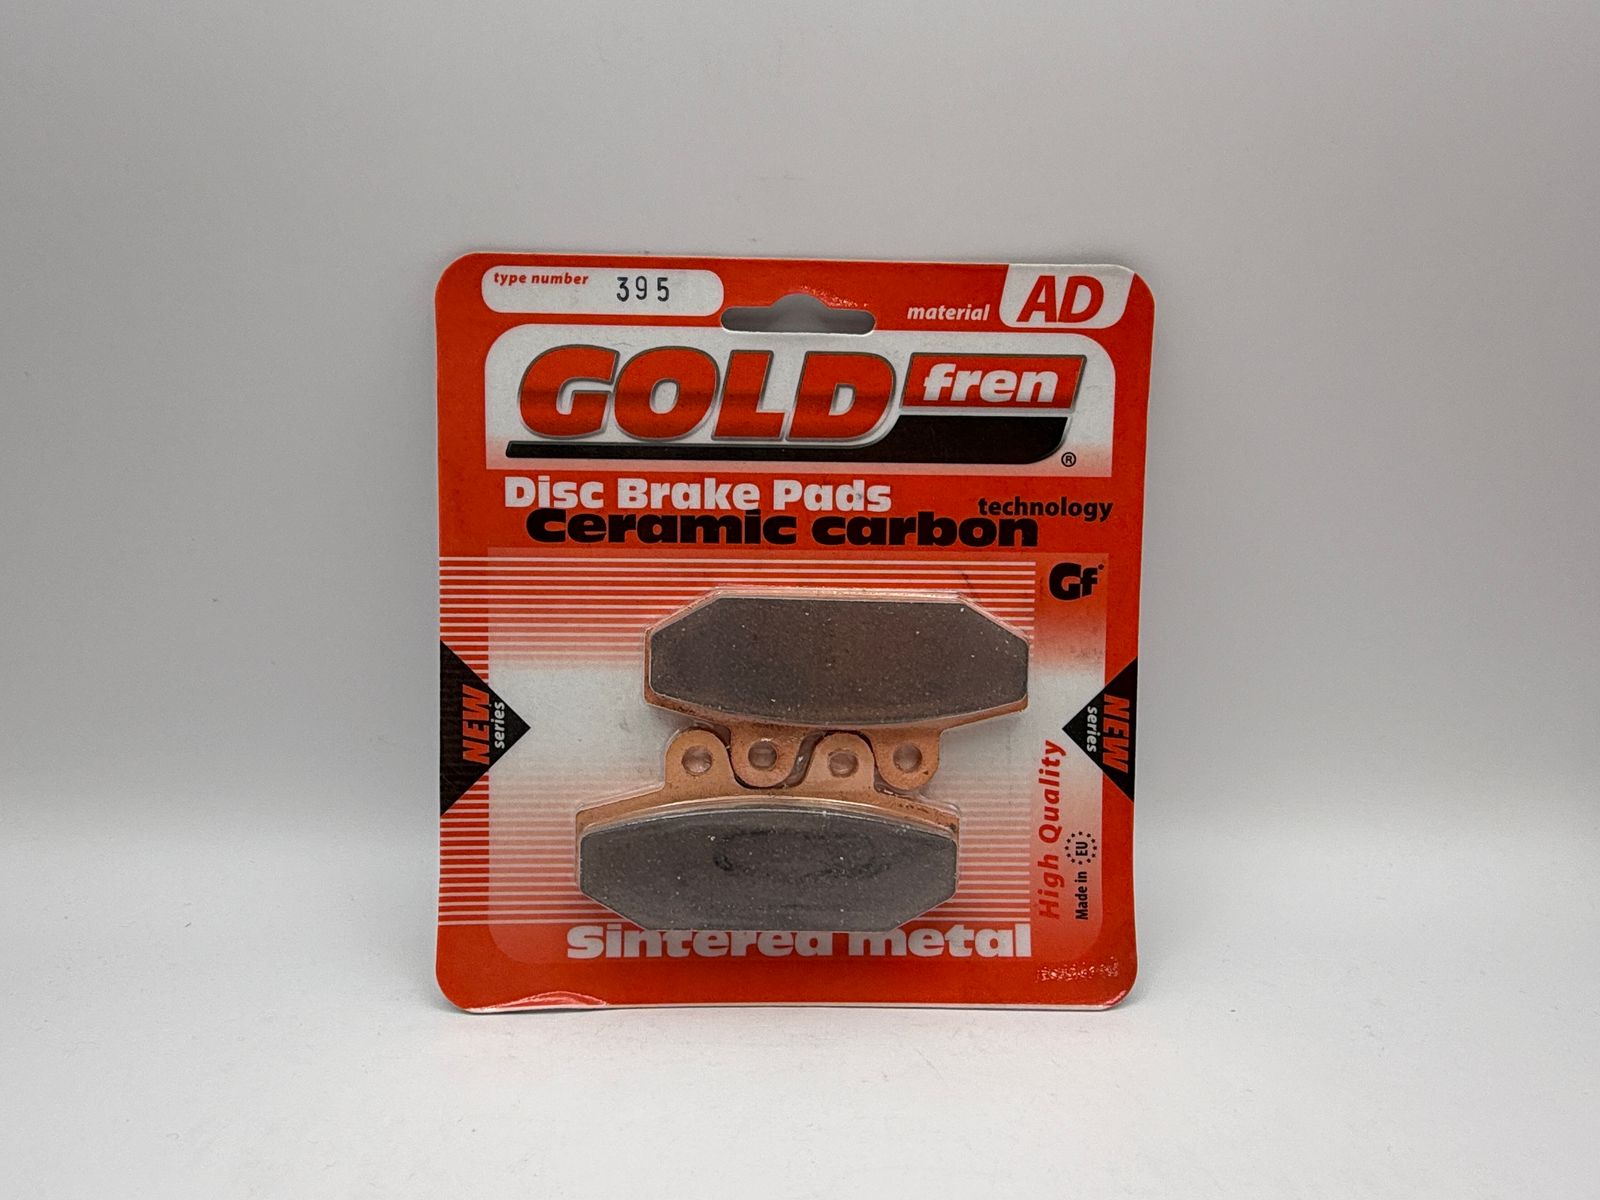 type number 395
material AD
GOLD fren ®
Disc Brake Pads
technology
Ceramic carbon
Gf
NEW series
NEW series
High Quality
Made in EU
Sintered metal